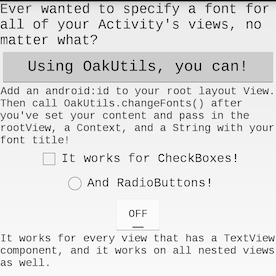 Ever wanted to specify a font for
all of your Activity's views, no
matter what?
Using OakUtils, you can!
Add an android:id to your root layout View.
Then call OakUtils.changeFonts() after
you've set your content and pass in the
rootView, a Context, and a String with your
font title!
It works for CheckBoxes!
And RadioButtons!
OFF
It works for every view that has a TextView
component, and it works on all nested views
as well.